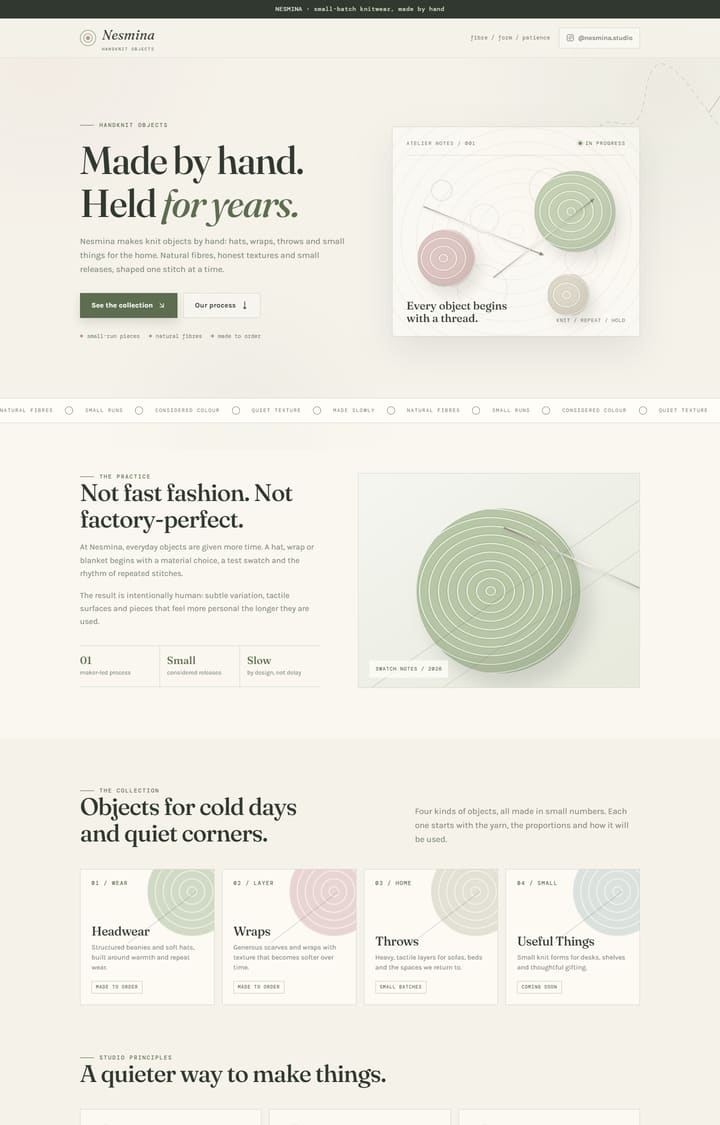 NESMINA · small-batch knitwear, made by hand
Nesmina
HANDKNIT OBJECTS
fibre / form / patience
@nesmina.studio
HANDKNIT OBJECTS
Made by hand.
Held for years.
Nesmina makes knit objects by hand: hats, wraps, throws and small
things for the home. Natural fibres, honest textures and small
releases, shaped one stitch at a time.
See the collection ↘
Our process ↓
small-run pieces
natural fibres
made to order
ATELIER NOTES / 001
IN PROGRESS
Every object begins
with a thread.
KNIT / REPEAT / HOLD
NATURAL FIBRES
SMALL RUNS
CONSIDERED COLOUR
QUIET TEXTURE
MADE SLOWLY
NATURAL FIBRES
SMALL RUNS
CONSIDERED COLOUR
QUIET TEXTURE
THE PRACTICE
Not fast fashion. Not
factory-perfect.
At Nesmina, everyday objects are given more time. A hat, wrap or
blanket begins with a material choice, a test swatch and the
rhythm of repeated stitches.
The result is intentionally human: subtle variation, tactile
surfaces and pieces that feel more personal the longer they are
used.
01
maker-led process
Small
considered releases
Slow
by design, not delay
SWATCH NOTES / 2026
THE COLLECTION
Objects for cold days
and quiet corners.
Four kinds of objects, all made in small numbers. Each
one starts with the yarn, the proportions and how it will
be used.
01 / WEAR
Headwear
Structured beanies and soft hats,
built around warmth and repeat
wear.
MADE TO ORDER
02 / LAYER
Wraps
Generous scarves and wraps with
texture that becomes softer over
time.
MADE TO ORDER
03 / HOME
Throws
Heavy, tactile layers for sofas, beds
and the spaces we return to.
SMALL BATCHES
04 / SMALL
Useful Things
Small knit forms for desks, shelves
and thoughtful gifting.
COMING SOON
STUDIO PRINCIPLES
A quieter way to make things.